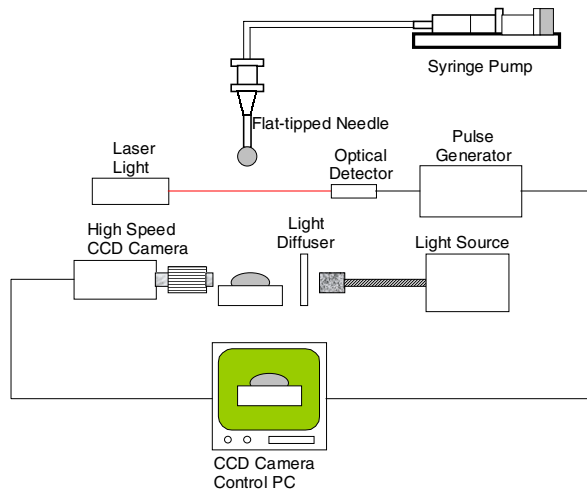 Syringe Pump
Flat-tipped Needle
Laser
Light
Optical
Detector
Pulse
Generator
High Speed
CCD Camera
Light
Diffuser
Light Source
CCD Camera
Control PC